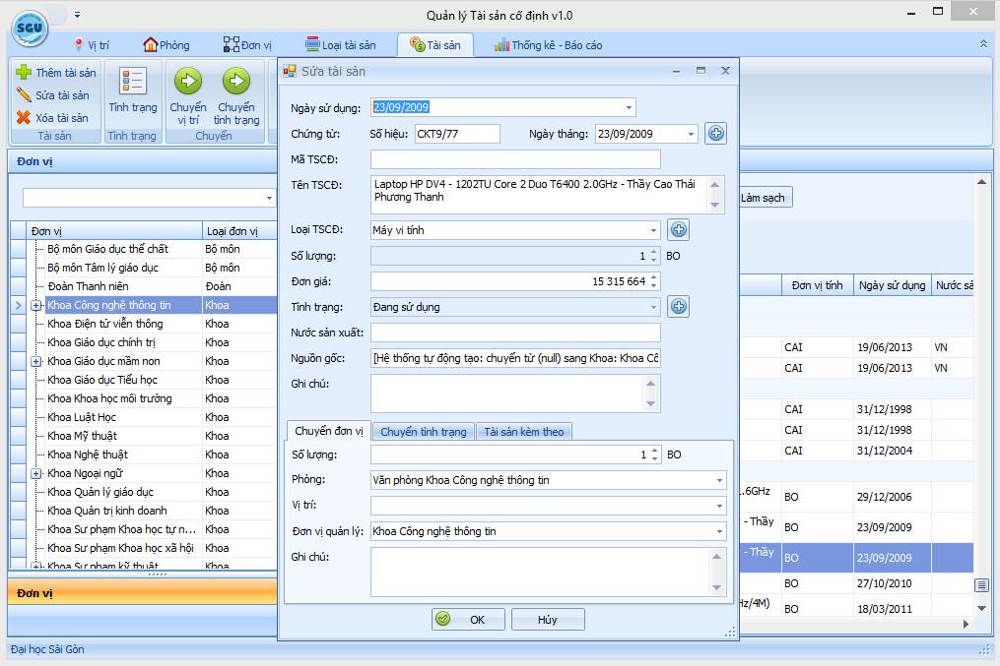 Quản lý Tài sản cố định v1.0
SGU
Vị trí
Phòng
Đơn vị
Loại tài sản
Tài sản
Thống kê - Báo cáo
Thêm tài sản
Sửa tài sản
Xóa tài sản
Tài sản
Tình trạng
Tình trạng
Chuyển
vị trí
Chuyển
tình trạng
Chuyển
Đơn vị
Đơn vị
Loại đơn vị
Bộ môn Giáo dục thể chất
Bộ môn
Bộ môn Tâm lý giáo dục
Bộ môn
Đoàn Thanh niên
Đoàn
Khoa Công nghệ thông tin
Khoa
Khoa Điện tử viễn thông
Khoa
Khoa Giáo dục chính trị
Khoa
Khoa Giáo dục mầm non
Khoa
Khoa Giáo dục Tiểu học
Khoa
Khoa Khoa học môi trường
Khoa
Khoa Luật Học
Khoa
Khoa Mỹ thuật
Khoa
Khoa Nghệ thuật
Khoa
Khoa Ngoại ngữ
Khoa
Khoa Quản lý giáo dục
Khoa
Khoa Quản trị kinh doanh
Khoa
Khoa Sư phạm Khoa học tự n...
Khoa
Khoa Sư phạm Khoa học xã hội
Khoa
Khoa Sư phạm kỹ thuật
Khoa
Đơn vị
Đại học Sài Gòn
Sửa tài sản
Ngày sử dụng:
23/09/2009
Chứng từ:
Số hiệu:
CKT9/77
Ngày tháng:
23/09/2009
Mã TSCĐ:
Tên TSCĐ:
Laptop HP DV4 - 1202TU Core 2 Duo T6400 2.0GHz - Thầy Cao Thái
Phương Thanh
Loại TSCĐ:
Máy vi tính
Số lượng:
1
BO
Đơn giá:
15 315 664
Tình trạng:
Đang sử dụng
Nước sản xuất:
Nguồn gốc:
[Hệ thống tự động tạo: chuyển từ (null) sang Khoa: Khoa Cô
Ghi chú:
Chuyển đơn vị
Chuyển tình trạng
Tài sản kèm theo
Số lượng:
1
BO
Phòng:
Văn phòng Khoa Công nghệ thông tin
Vị trí:
Đơn vị quản lý:
Khoa Công nghệ thông tin
Ghi chú:
OK
Hủy
Làm sạch
Đơn vị tính
Ngày sử dụng
Nước sả
CAI
19/06/2013
VN
CAI
19/06/2013
VN
CAI
31/12/1998
CAI
31/12/1998
CAI
31/12/2004
1.6GHz
BO
29/12/2006
- Thầy
BO
23/09/2009
- Thầy
BO
23/09/2009
BO
27/10/2010
Hz/4M)
BO
18/03/2011